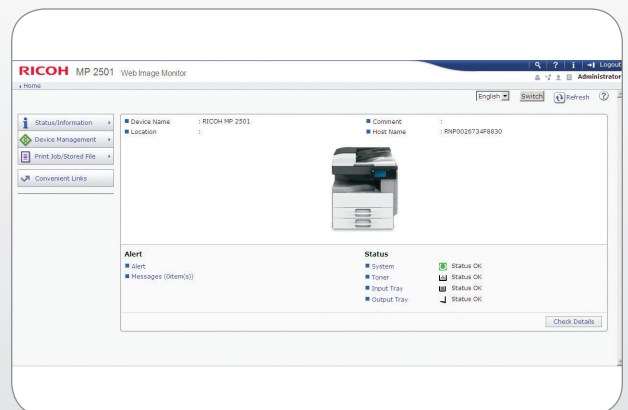 RICOH MP 2501 Web Image Monitor
? i Logout
Administrator
Home
English Switch Refresh ?
Status/Information
Device Management
Print Job/Stored File
Convenient Links
Device Name : RICOH MP 2501 Comment :
Location : Host Name : RNP0026734F8830
Alert Status
Alert System Status OK
Messages (0item(s)) Toner Status OK
Input Tray Status OK
Output Tray Status OK
Check Details